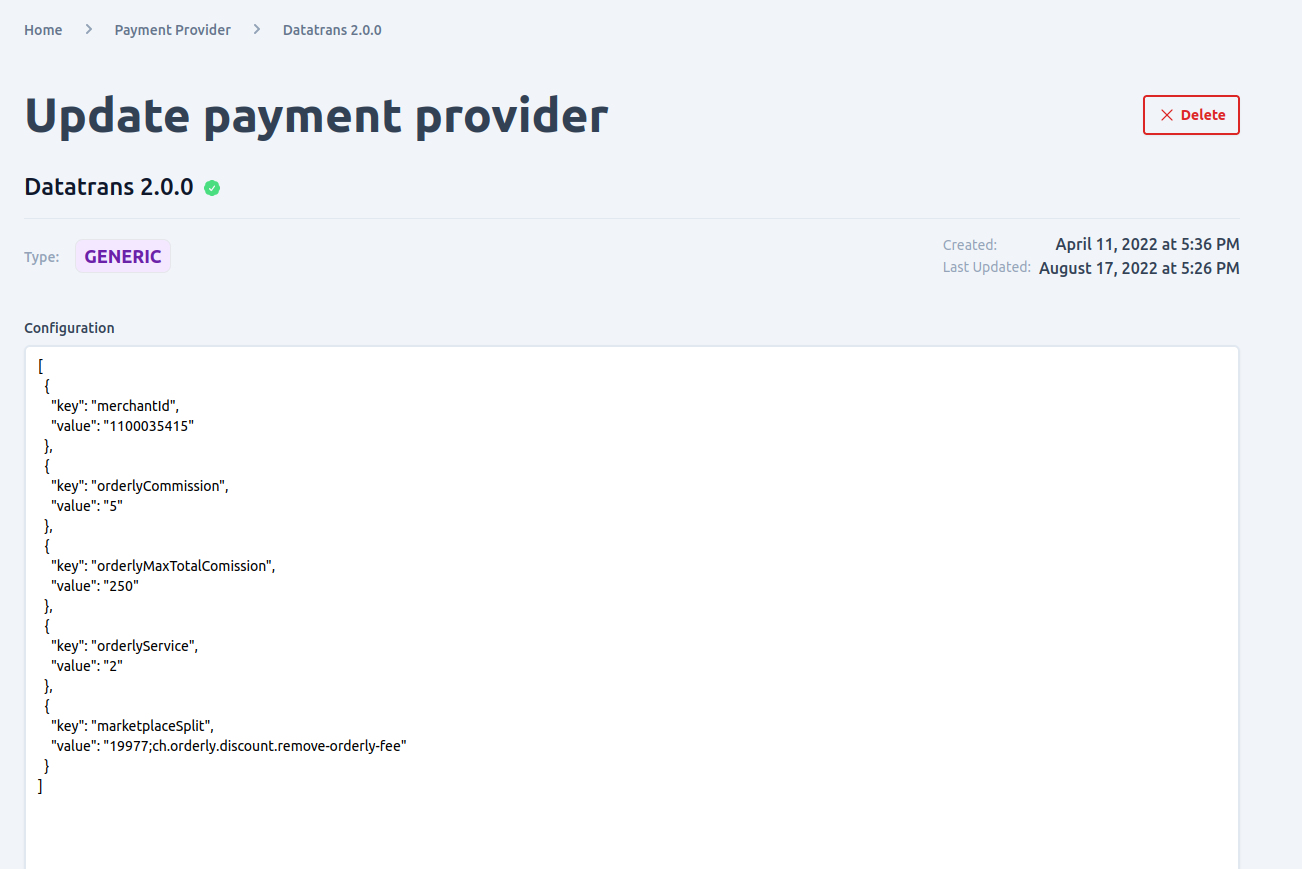 Home > Payment Provider > Datatrans 2.0.0
Update payment provider
Delete
Datatrans 2.0.0
Type: GENERIC
Created: April 11, 2022 at 5:36 PM
Last Updated: August 17, 2022 at 5:26 PM
Configuration
[
  {
    "key": "merchantId",
    "value": "1100035415"
  },
  {
    "key": "orderlyCommission",
    "value": "5"
  },
  {
    "key": "orderlyMaxTotalComission",
    "value": "250"
  },
  {
    "key": "orderlyService",
    "value": "2"
  },
  {
    "key": "marketplaceSplit",
    "value": "19977;ch.orderly.discount.remove-orderly-fee"
  }
]